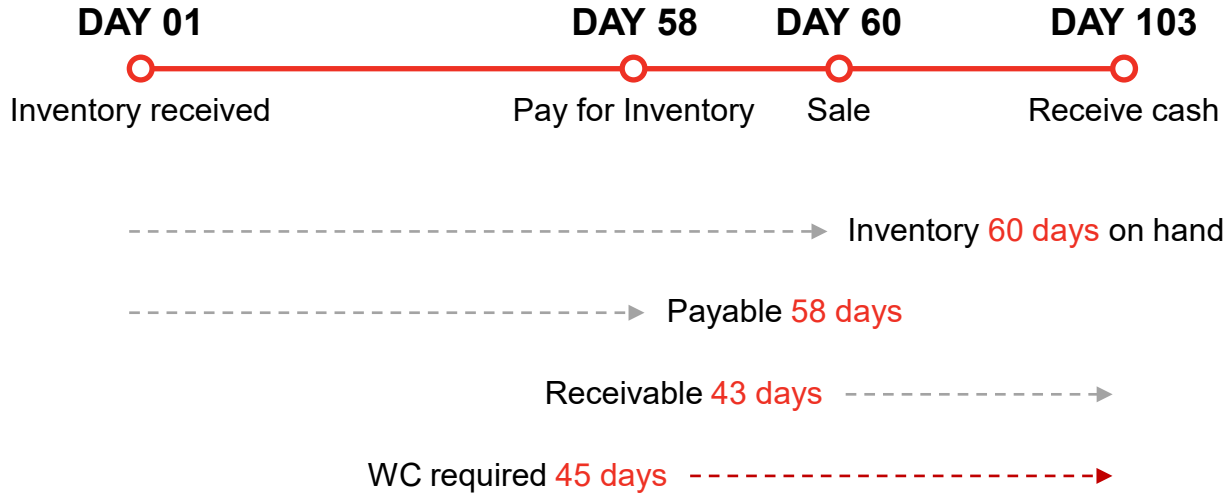 DAY 01 DAY 58 DAY 60 DAY 103
Inventory received Pay for Inventory Sale Receive cash
Inventory 60 days on hand
Payable 58 days
Receivable 43 days
WC required 45 days